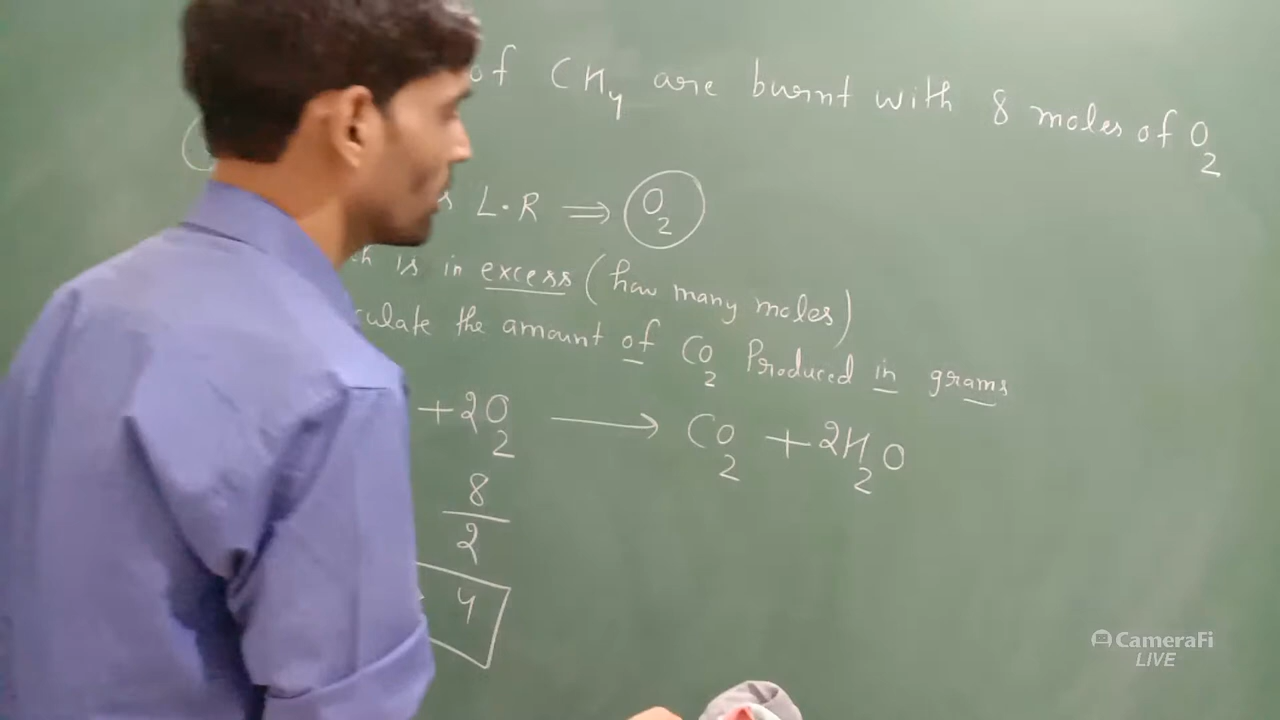 of CH4 are burnt with 8 moles of O2
L.R ⇒ O2
is in excess (how many moles)
the amount of CO2 Produced in grams
+ 2O2 → CO2 + 2H2O
8
2
4
CameraFi
LIVE